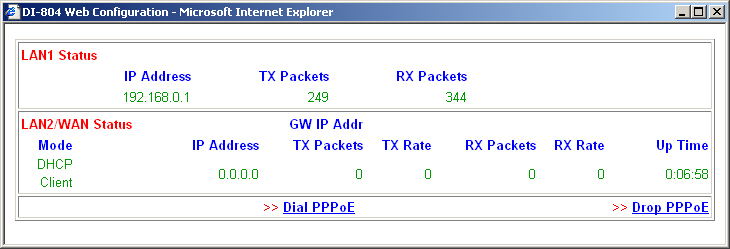 DI-804 Web Configuration - Microsoft Internet Explorer
LAN1 Status
IP Address TX Packets RX Packets
192.168.0.1 249 344
LAN2/WAN Status GW IP Addr
Mode IP Address TX Packets TX Rate RX Packets RX Rate Up Time
DHCP Client 0.0.0.0 0 0 0 0 0:06:58
>> Dial PPPoE >> Drop PPPoE